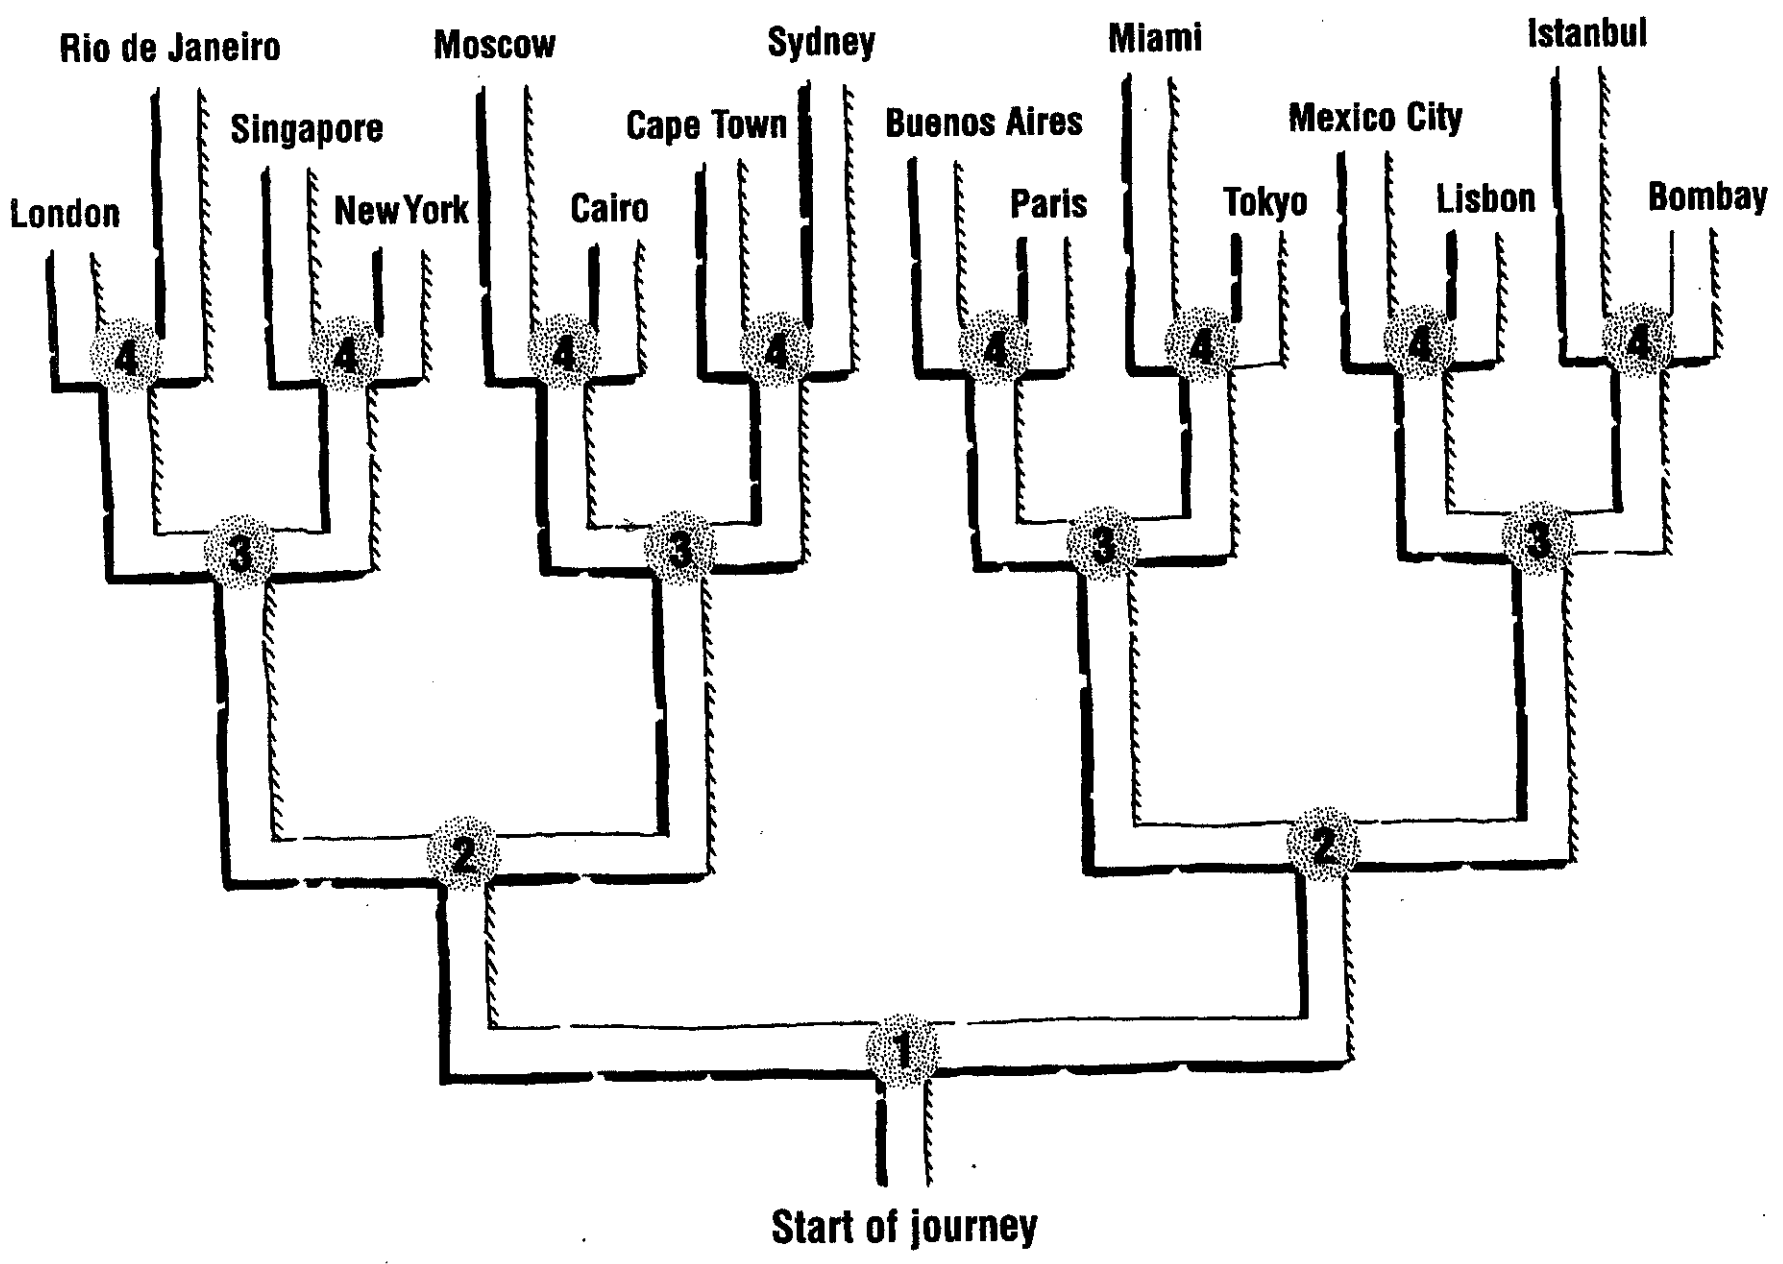 Rio de Janeiro
Moscow
Sydney
Miami
Istanbul
Singapore
Cape Town
Buenos Aires
Mexico City
London
New York
Cairo
Paris
Tokyo
Lisbon
Bombay
4
4
4
4
4
4
4
4
3
3
3
3
2
2
1
Start of journey